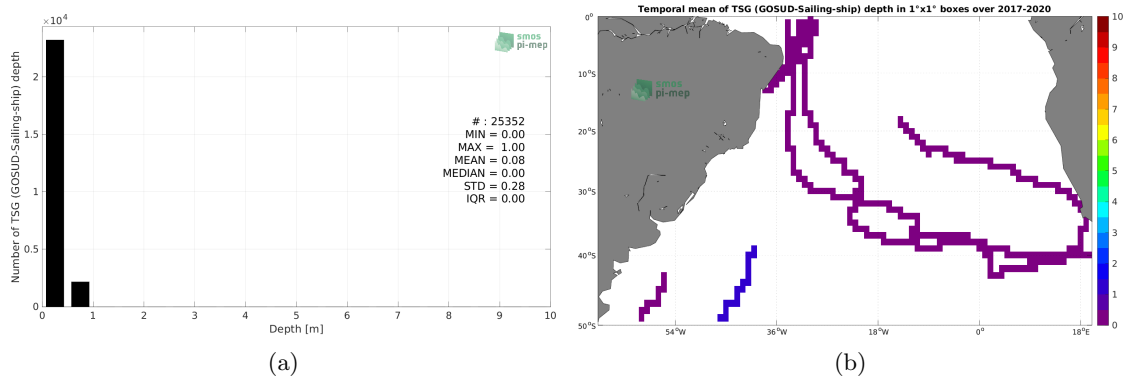 ×10⁴
2
1.5
1
0.5
0
Number of TSG (GOSUD-Sailing-ship) depth
smos
pi-mep
# : 25352
MIN = 0.00
MAX = 1.00
MEAN = 0.08
MEDIAN = 0.00
STD = 0.28
IQR = 0.00
0 1 2 3 4 5 6 7 8 9 10
Depth [m]
(a)
Temporal mean of TSG (GOSUD-Sailing-ship) depth in 1°x1° boxes over 2017-2020
0°
10°S
20°S
30°S
40°S
50°S
smos
pi-mep
54°W 36°W 18°W 0° 18°E
10
9
8
7
6
5
4
3
2
1
0
(b)